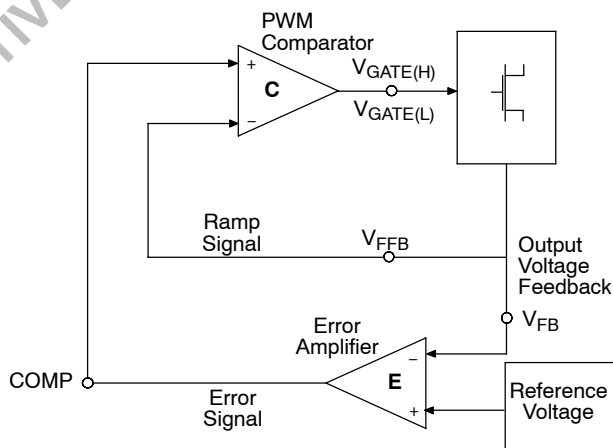 PWM
Comparator
+
C
−
VGATE(H)
VGATE(L)
Ramp
Signal
VFFB
Output
Voltage
Feedback
VFB
Error
Amplifier
−
E
+
COMP
Error
Signal
Reference
Voltage